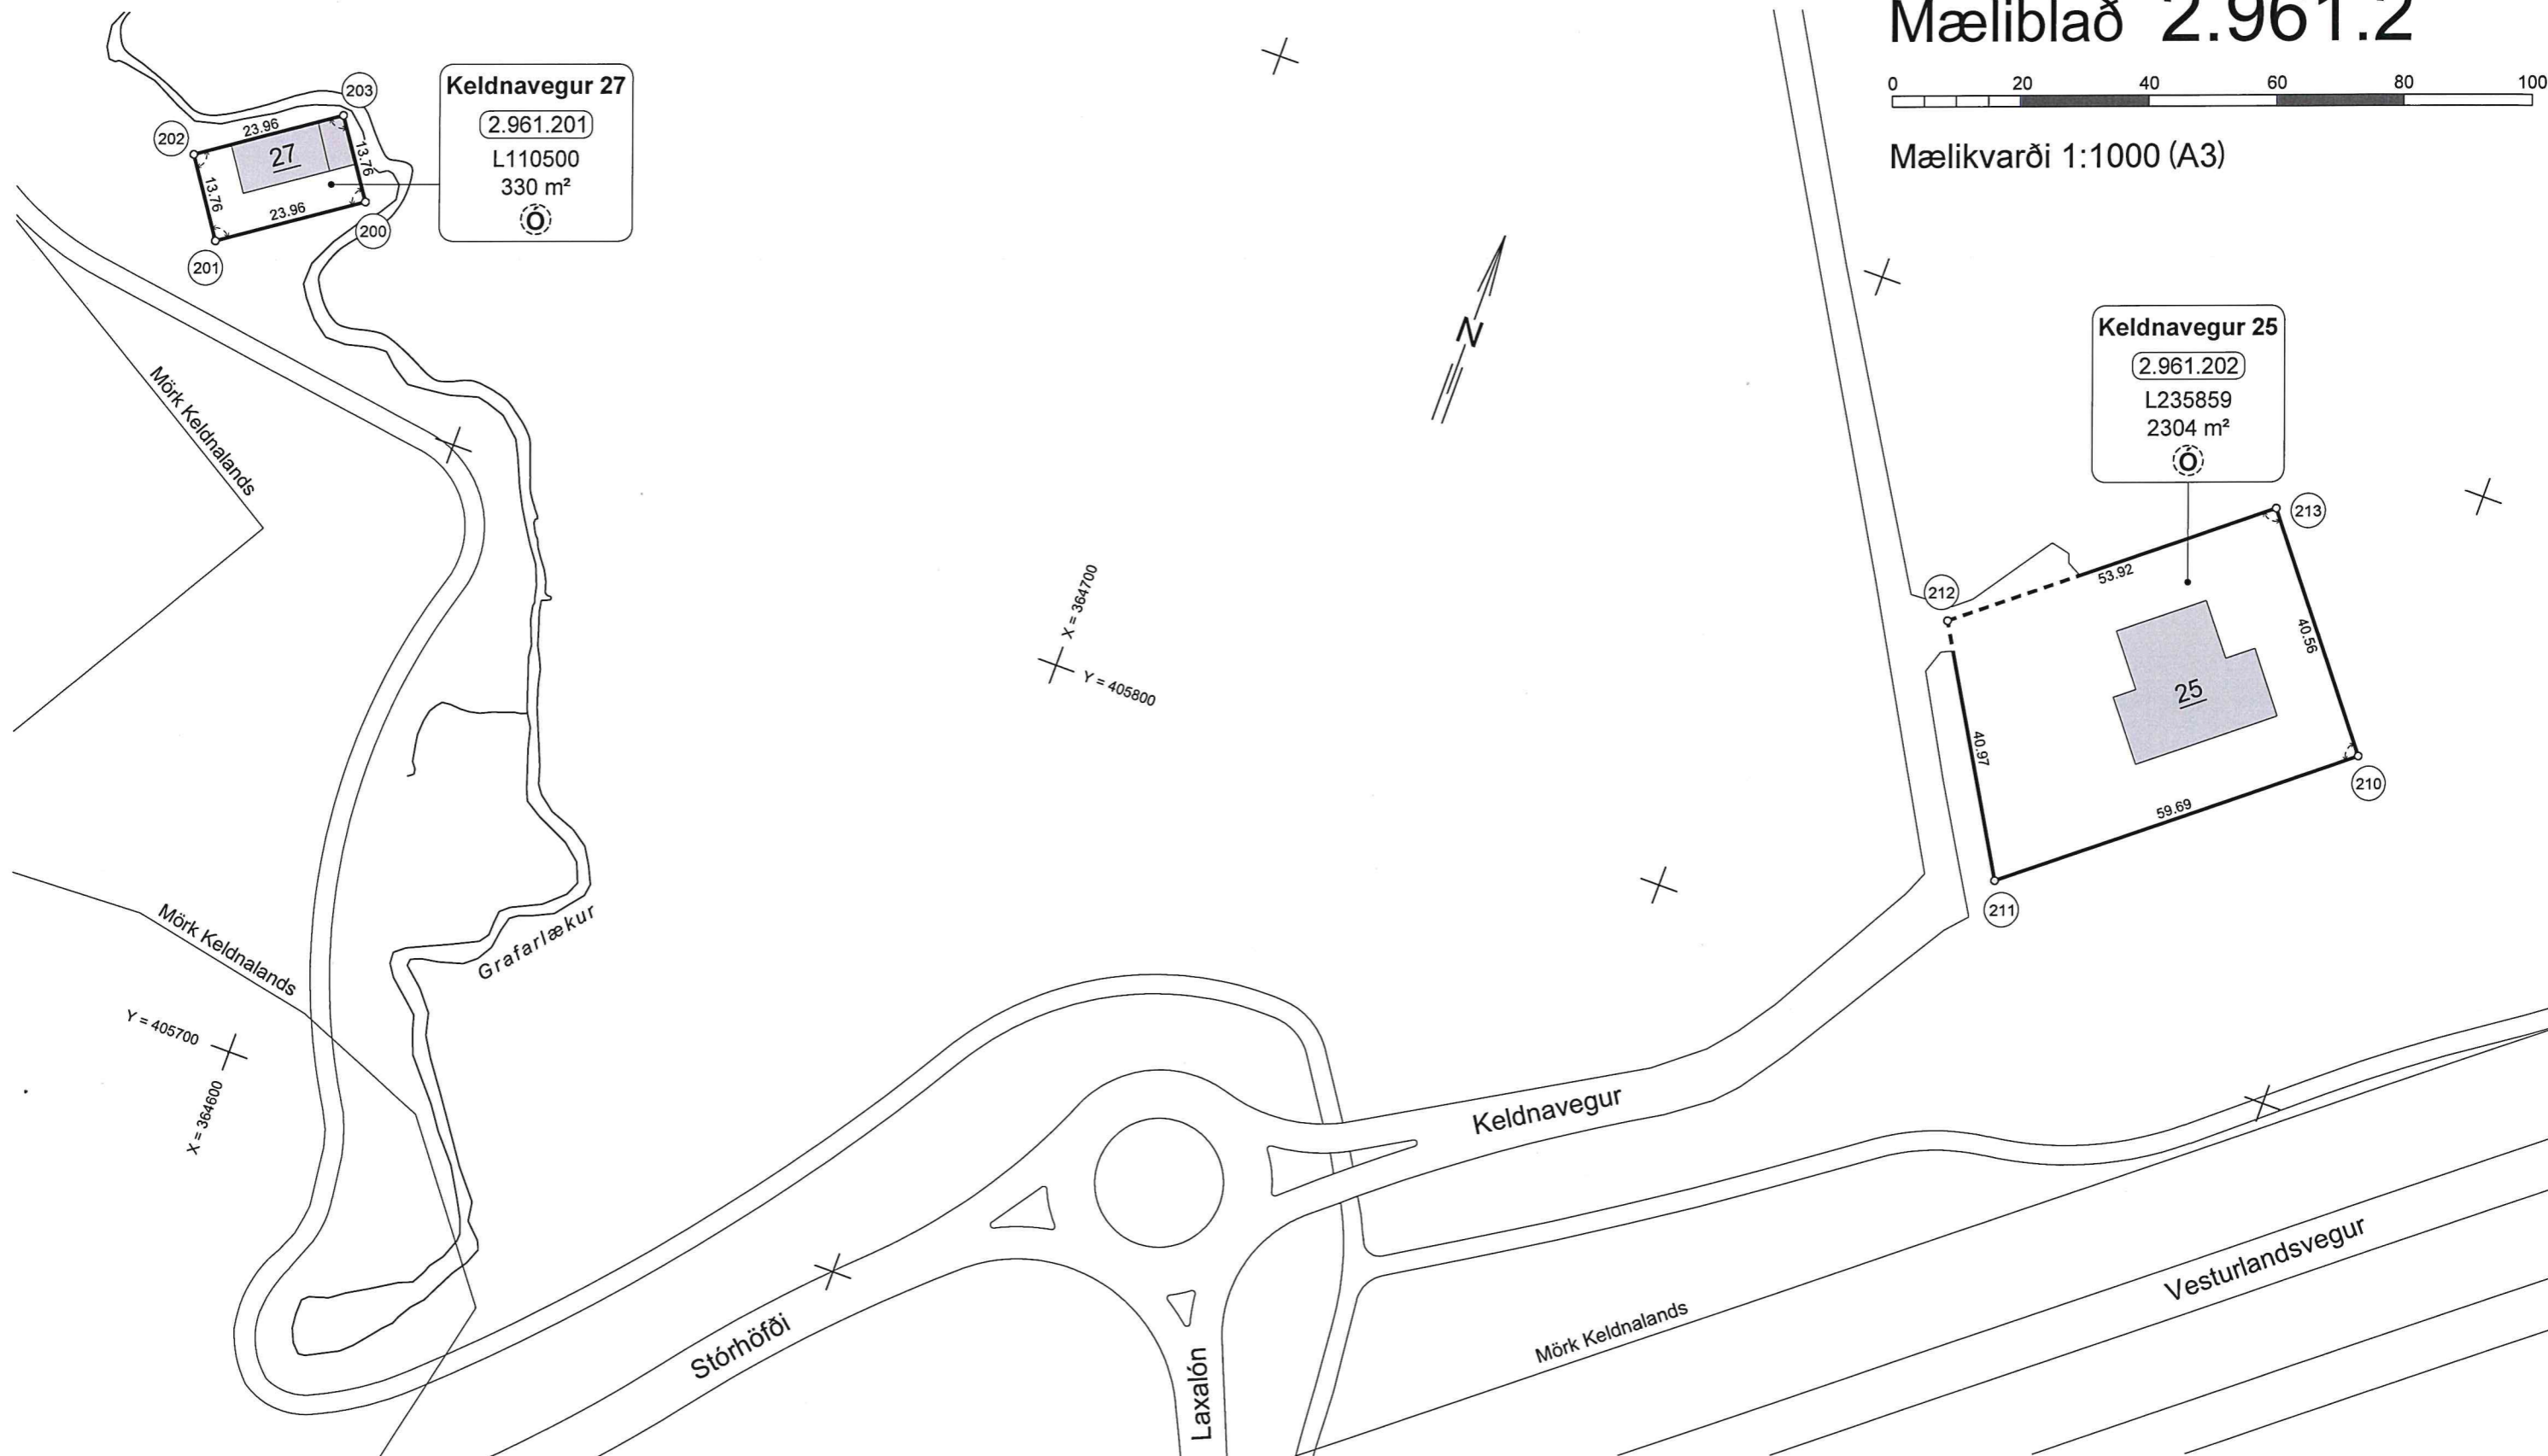 Mæliblað 2.961.2
0 20 40 60 80 100
Mælikvarði 1:1000 (A3)
Keldnavegur 27
2.961.201
L110500
330 m²
Ó
203
202
23.96
27
13.76
13.76
23.96
200
201
Mörk Keldnalands
N
Keldnavegur 25
2.961.202
L235859
2304 m²
Ó
213
212
53.92
40.56
25
40.97
59.69
210
211
X = 364700
Y = 405800
Mörk Keldnalands
Grafarlækur
Y = 405700
X = 364600
Keldnavegur
Stórhöfði
Laxalón
Mörk Keldnalands
Vesturlandsvegur